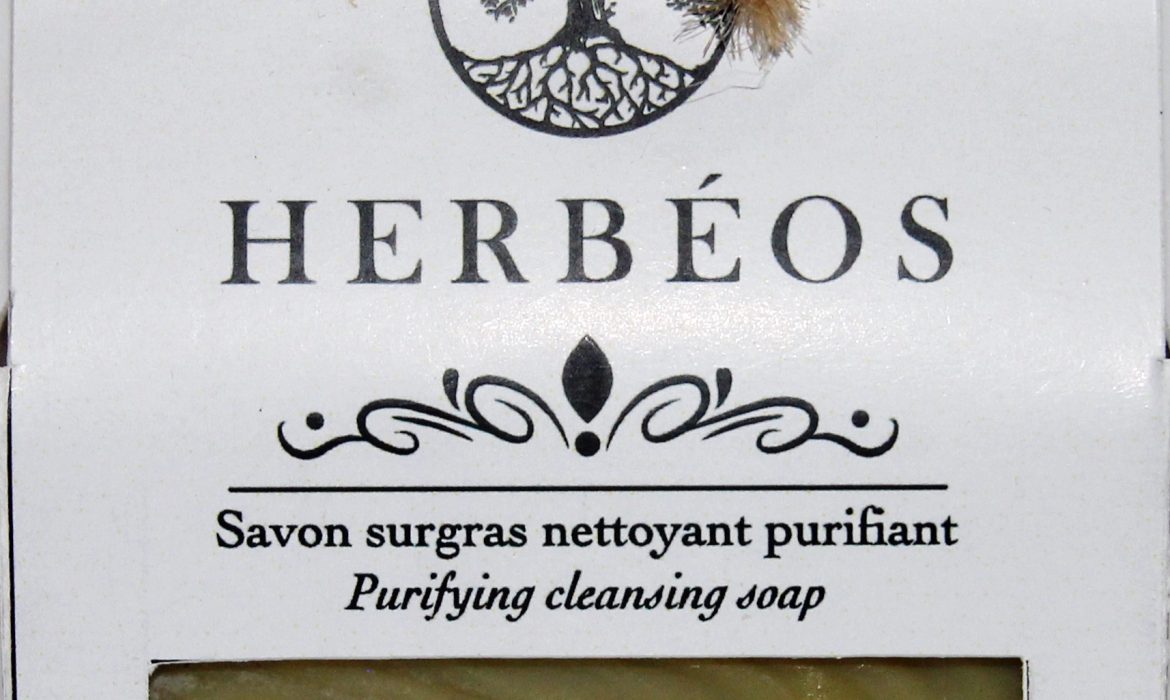 HERBÉOS
Savon surgras nettoyant purifiant
Purifying cleansing soap